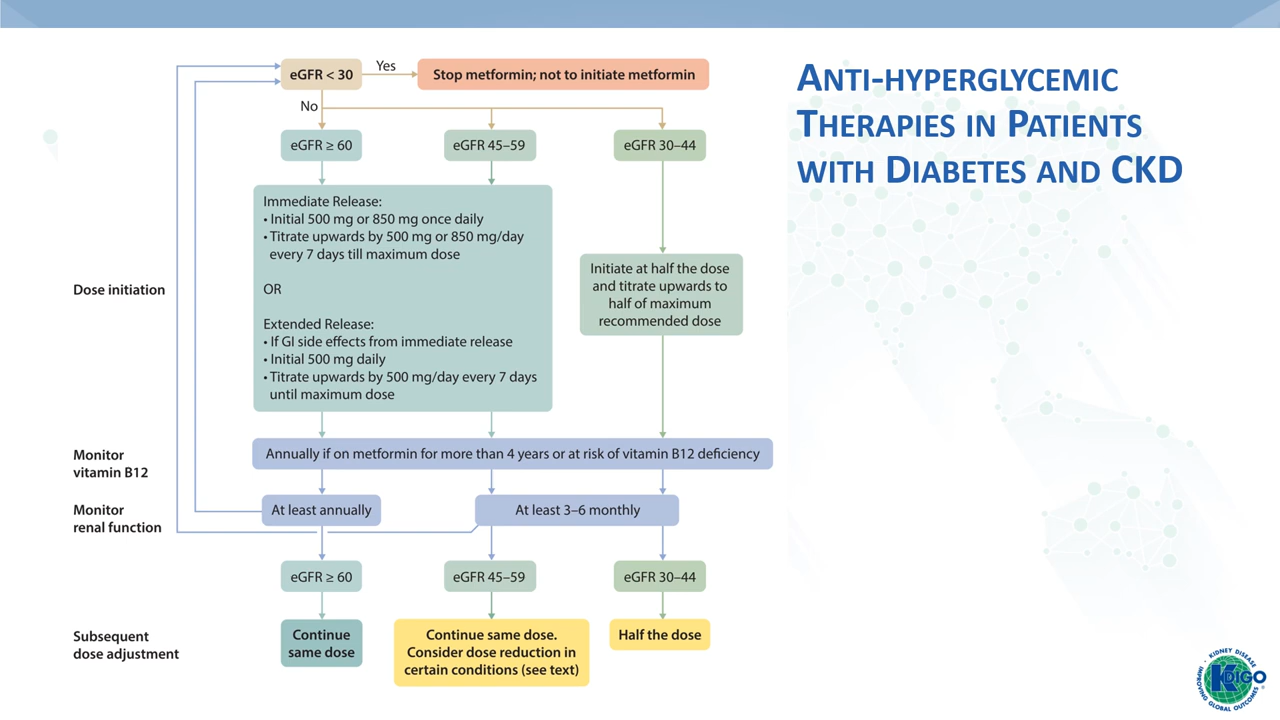 ANTI-HYPERGLYCEMIC
THERAPIES IN PATIENTS
WITH DIABETES AND CKD
eGFR < 30
Yes
Stop metformin; not to initiate metformin
No
eGFR ≥ 60
eGFR 45–59
eGFR 30–44
Dose initiation
Immediate Release:
• Initial 500 mg or 850 mg once daily
• Titrate upwards by 500 mg or 850 mg/day
every 7 days till maximum dose
OR
Extended Release:
• If GI side effects from immediate release
• Initial 500 mg daily
• Titrate upwards by 500 mg/day every 7 days
until maximum dose
Initiate at half the dose
and titrate upwards to
half of maximum
recommended dose
Monitor
vitamin B12
Annually if on metformin for more than 4 years or at risk of vitamin B12 deficiency
Monitor
renal function
At least annually
At least 3–6 monthly
eGFR ≥ 60
eGFR 45–59
eGFR 30–44
Subsequent
dose adjustment
Continue
same dose
Continue same dose.
Consider dose reduction in
certain conditions (see text)
Half the dose
KIDNEY DISEASE
KDIGO
IMPROVING GLOBAL OUTCOMES